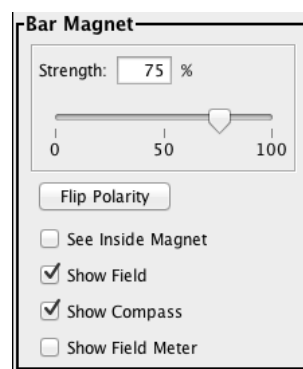 Bar Magnet
Strength: 75 %
0 50 100
Flip Polarity
See Inside Magnet
Show Field
Show Compass
Show Field Meter